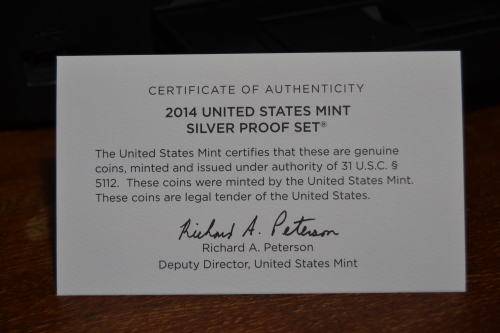 CERTIFICATE OF AUTHENTICITY
2014 UNITED STATES MINT
SILVER PROOF SET®
The United States Mint certifies that these are genuine
coins, minted and issued under authority of 31 U.S.C. §
5112. These coins were minted by the United States Mint.
These coins are legal tender of the United States.
Richard A. Peterson
Richard A. Peterson
Deputy Director, United States Mint